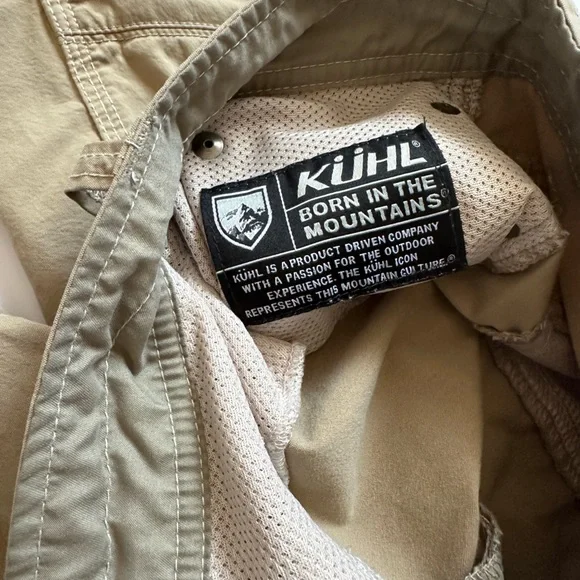 KÜHL
BORN IN THE
MOUNTAINS®
KÜHL IS A PRODUCT DRIVEN COMPANY
WITH A PASSION FOR THE OUTDOOR
EXPERIENCE. THE KÜHL ICON
REPRESENTS THIS MOUNTAIN CULTURE.®